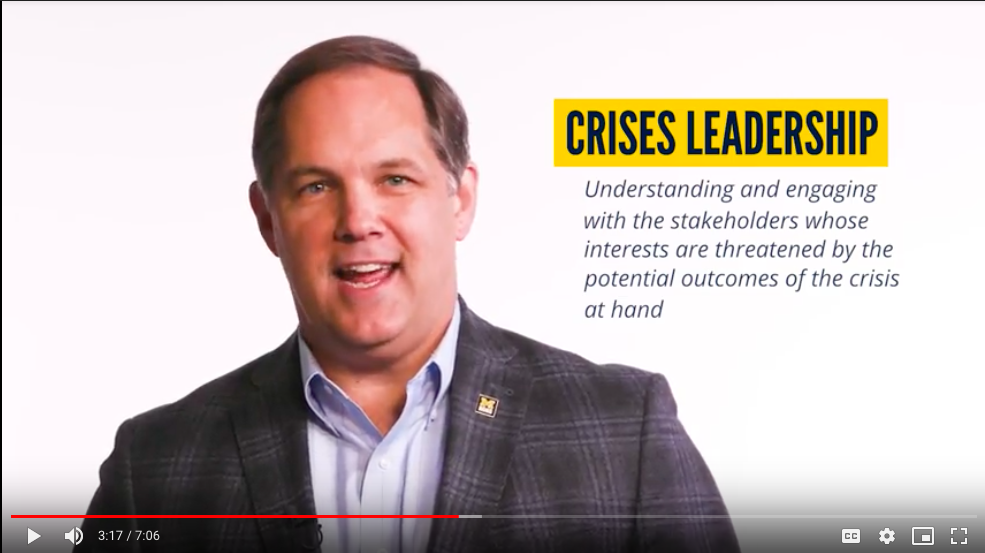 CRISES LEADERSHIP
Understanding and engaging
with the stakeholders whose
interests are threatened by the
potential outcomes of the crisis
at hand
M
3:17 / 7:06
CC